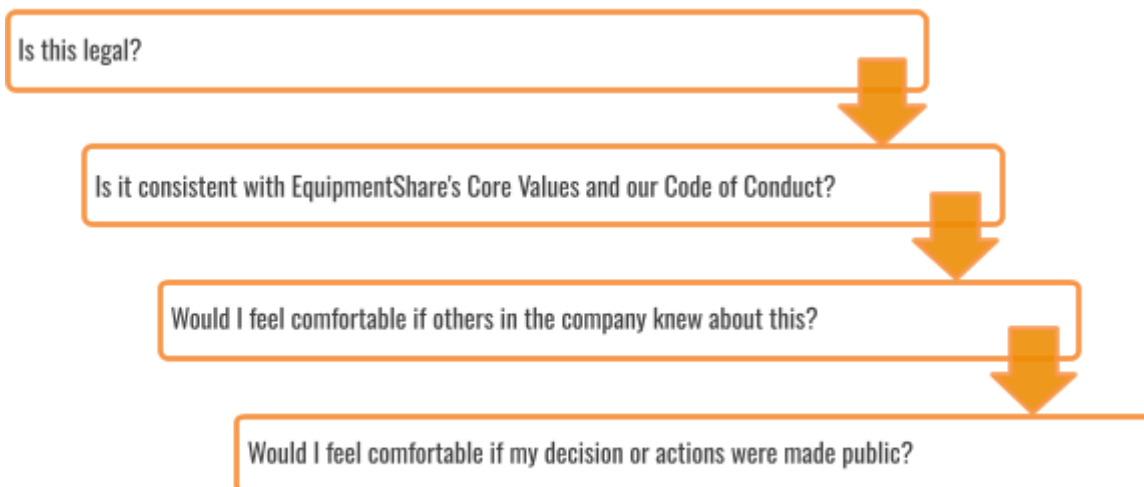 Is this legal?
Is it consistent with EquipmentShare's Core Values and our Code of Conduct?
Would I feel comfortable if others in the company knew about this?
Would I feel comfortable if my decision or actions were made public?